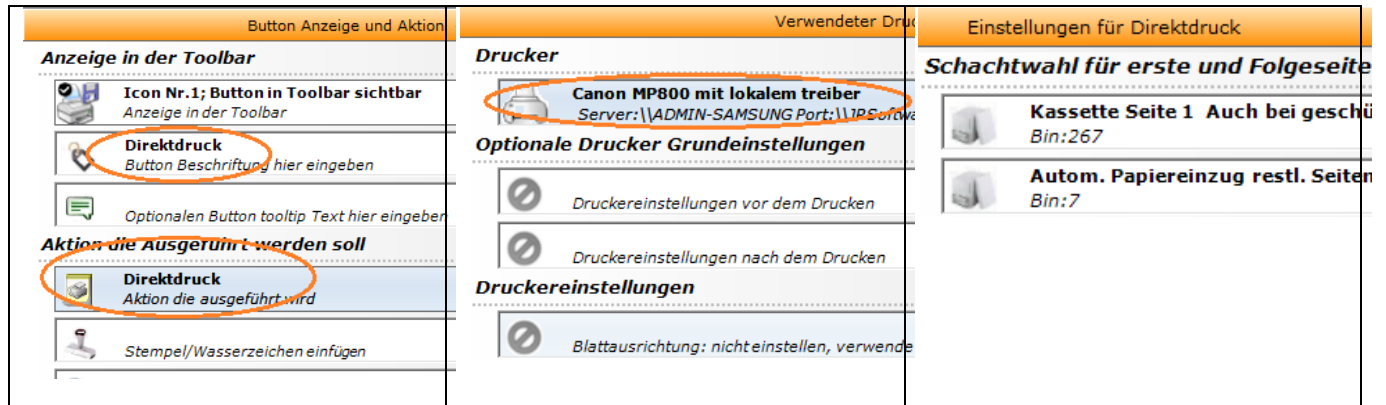 Button Anzeige und Aktion
Anzeige in der Toolbar
Icon Nr.1; Button in Toolbar sichtbar
Anzeige in der Toolbar
Direktdruck
Button Beschriftung hier eingeben
Optionalen Button tooltip Text hier eingeben
Aktion die Ausgeführt werden soll
Direktdruck
Aktion die ausgeführt wird
Stempel/Wasserzeichen einfügen
Verwendeter Druc
Drucker
Canon MP800 mit lokalem treiber
Server:\\ADMIN-SAMSUNG Port:\\JPSoftwa
Optionale Drucker Grundeinstellungen
Druckereinstellungen vor dem Drucken
Druckereinstellungen nach dem Drucken
Druckereinstellungen
Blattausrichtung: nicht einstellen, verwende
Einstellungen für Direktdruck
Schachtwahl für erste und Folgeseite
Kassette Seite 1 Auch bei geschü
Bin:267
Autom. Papiereinzug restl. Seiten
Bin:7